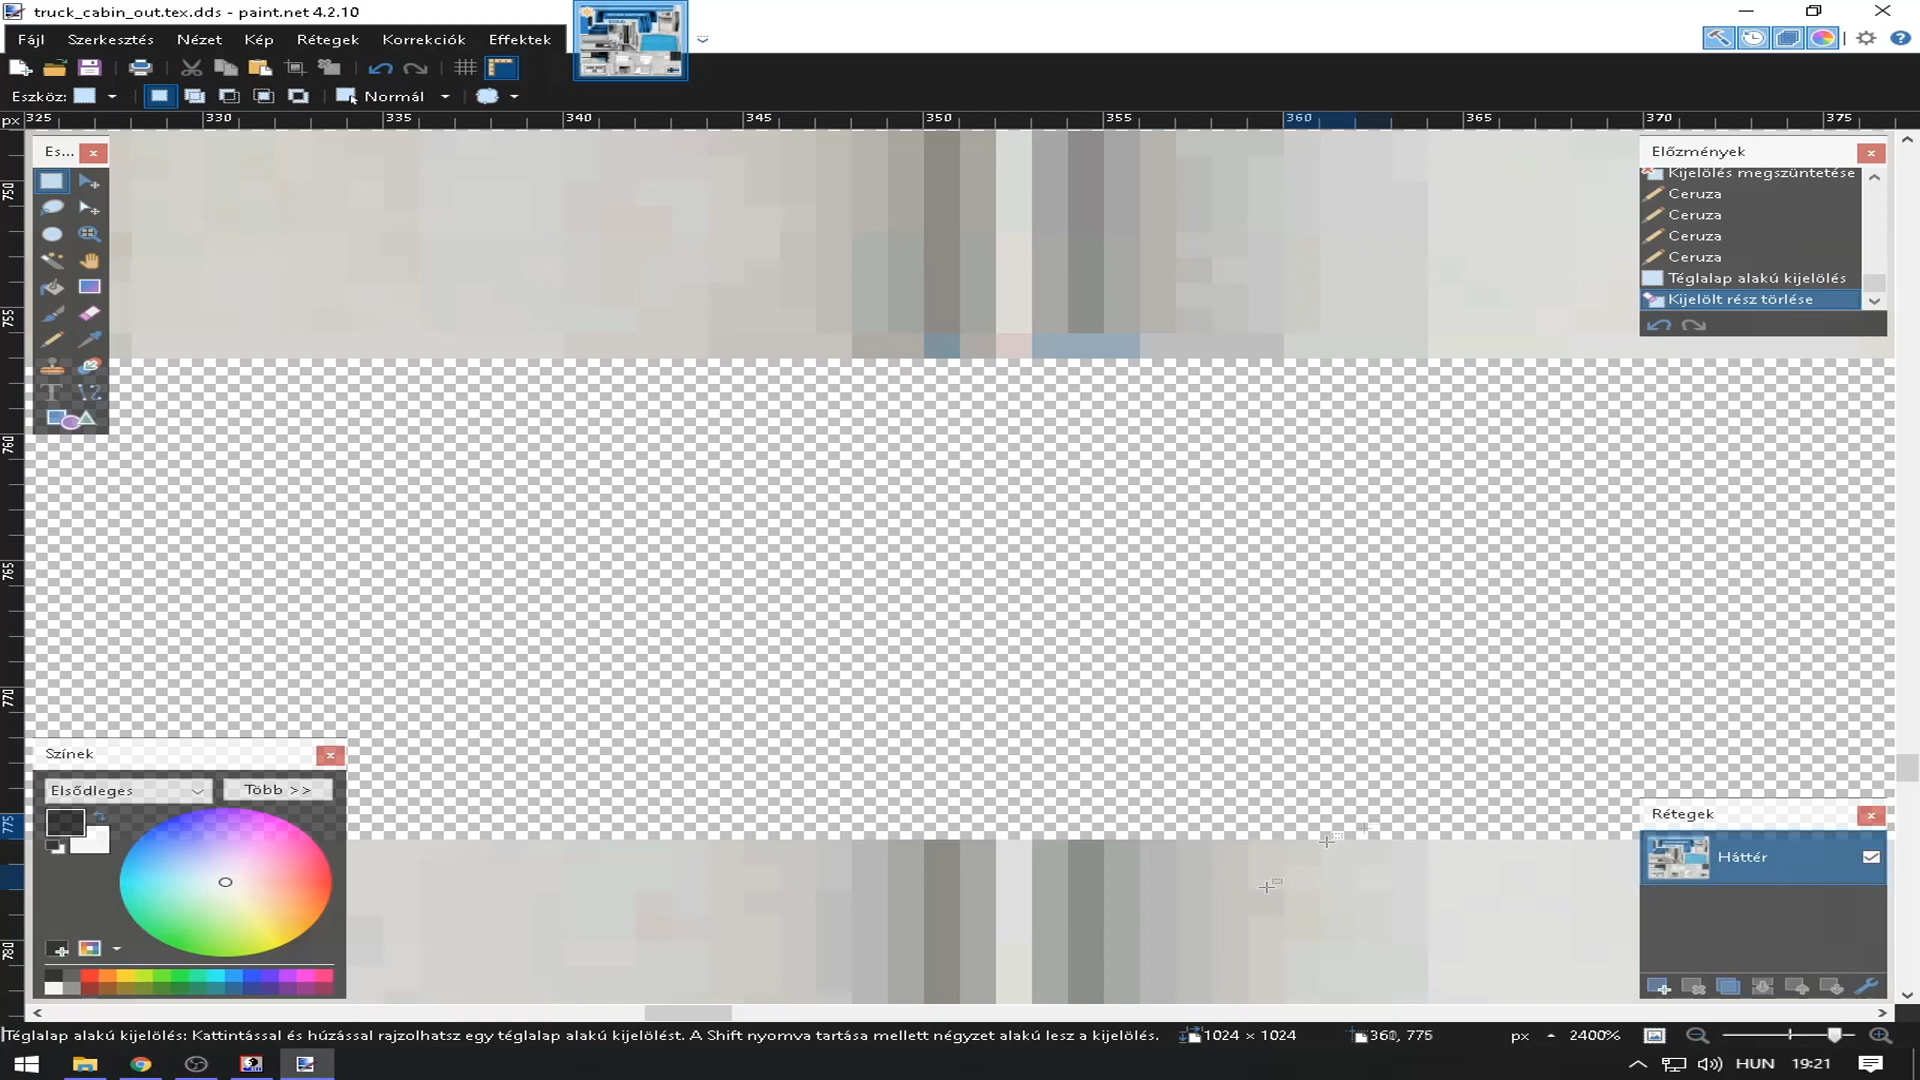 truck_cabin_out.tex.dds - paint.net 4.2.10
Fájl Szerkesztés Nézet Kép Rétegek Korrekciók Effektek
Eszköz: Normál
px 325 330 335 340 345 350 355 360 365 370 375
Es...
Előzmények
Kijelölés megszüntetése
Ceruza
Ceruza
Ceruza
Ceruza
Téglalap alakú kijelölés
Kijelölt rész törlése
750
755
760
765
770
775
780
Színek
Elsődleges Több >>
Rétegek
Háttér
Téglalap alakú kijelölés: Kattintással és húzással rajzolhatsz egy téglalap alakú kijelölést. A Shift nyomva tartása mellett négyzet alakú lesz a kijelölés. 1024 × 1024 360, 775 px 2400%
HUN 19:21